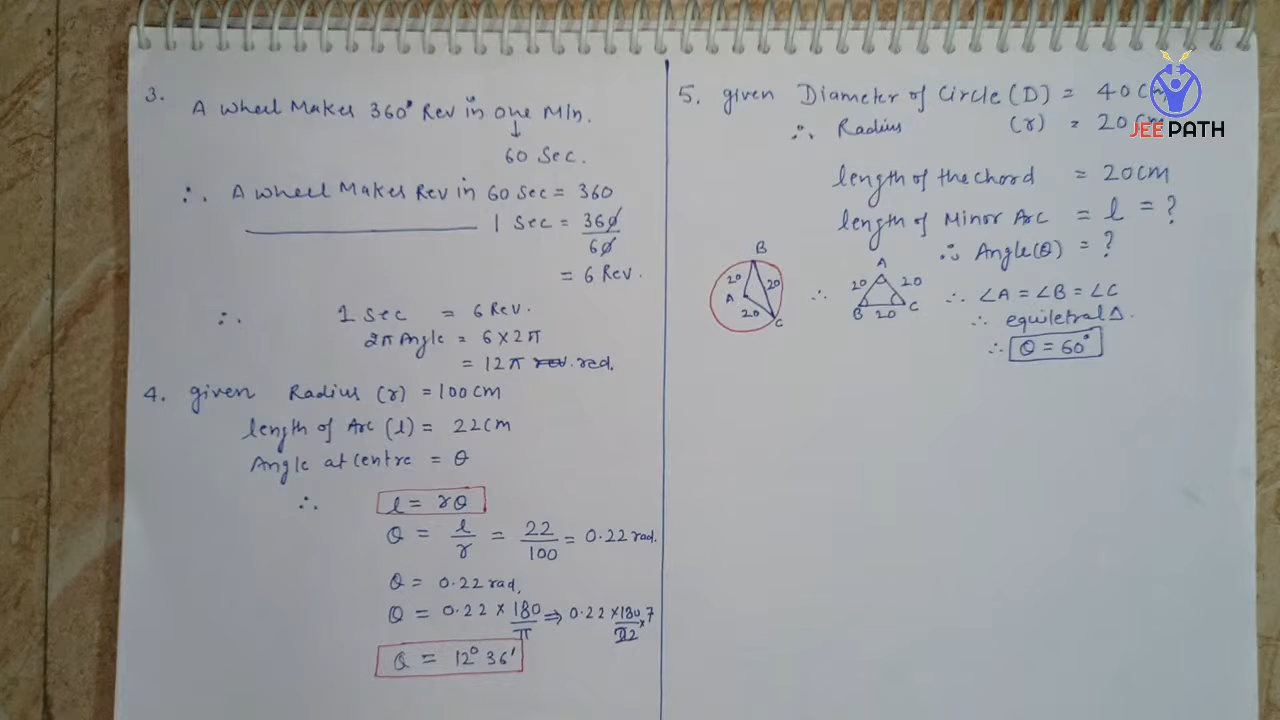 3.
A wheel Makes 360° Rev in one Min.
↓
60 Sec.
∴ A wheel Makes Rev in 60 Sec = 360
1 Sec = 360/60
= 6 Rev.
∴ 1 Sec = 6 Rev.
2π Angle = 6 × 2π
= 12π rev. rad.
4. given Radius (r) = 100 cm
length of Arc (l) = 22 cm
Angle at centre = θ
∴ l = rθ
θ = l/r = 22/100 = 0.22 rad.
θ = 0.22 rad.
θ = 0.22 × 180/π ⇒ 0.22 × 180/22 × 7
θ = 12° 36'
5. given Diameter of Circle (D) = 40 cm
∴ Radius (r) = 20 cm
length of the chord = 20 cm
length of Minor Arc = l = ?
∴ Angle (θ) = ?
B
20 20
A
20 C
∴
A
20 20
B 20 C
∴ ∠A = ∠B = ∠C
∴ equiletral Δ.
∴ θ = 60°
JEE PATH